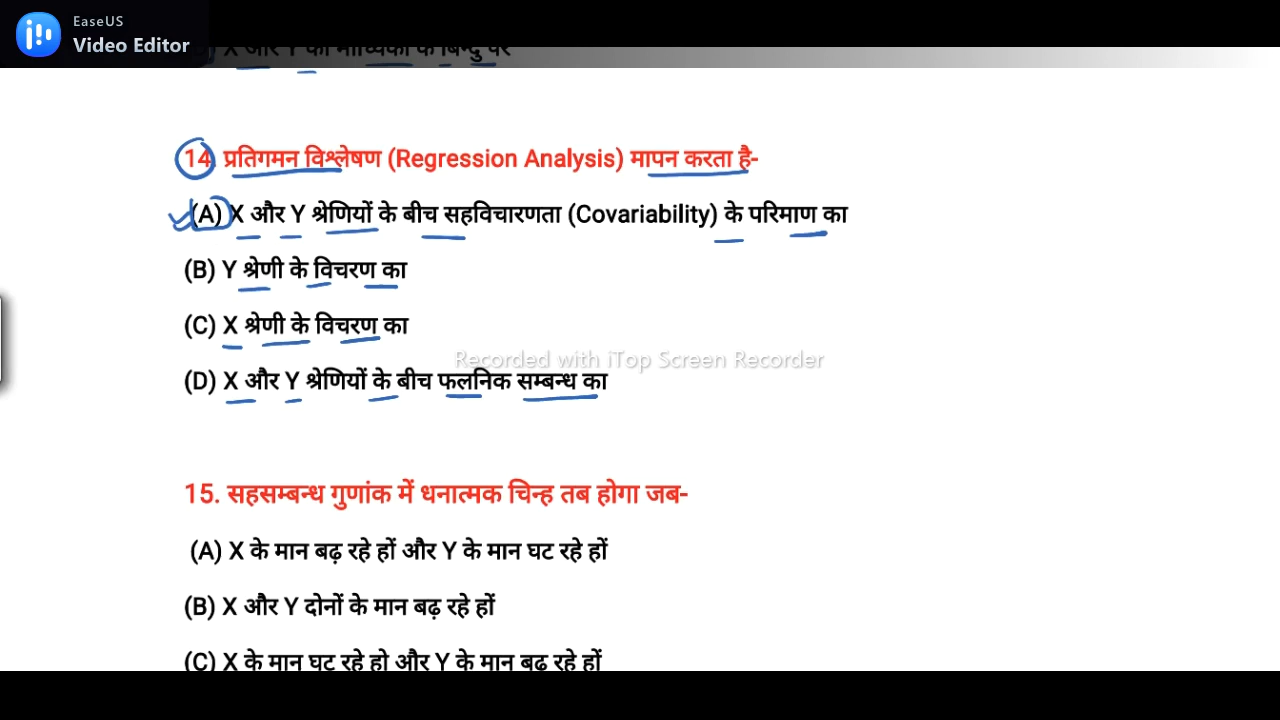 EaseUS
Video Editor
X और Y की माध्यिका के बिन्दु पर
14. प्रतिगमन विश्लेषण (Regression Analysis) मापन करता है-
(A) X और Y श्रेणियों के बीच सहविचारणता (Covariability) के परिमाण का
(B) Y श्रेणी के विचरण का
(C) X श्रेणी के विचरण का
Recorded with iTop Screen Recorder
(D) X और Y श्रेणियों के बीच फलनिक सम्बन्ध का
15. सहसम्बन्ध गुणांक में धनात्मक चिन्ह तब होगा जब-
(A) X के मान बढ़ रहे हों और Y के मान घट रहे हों
(B) X और Y दोनों के मान बढ़ रहे हों
(C) X के मान घट रहे हो और Y के मान बढ़ रहे हों